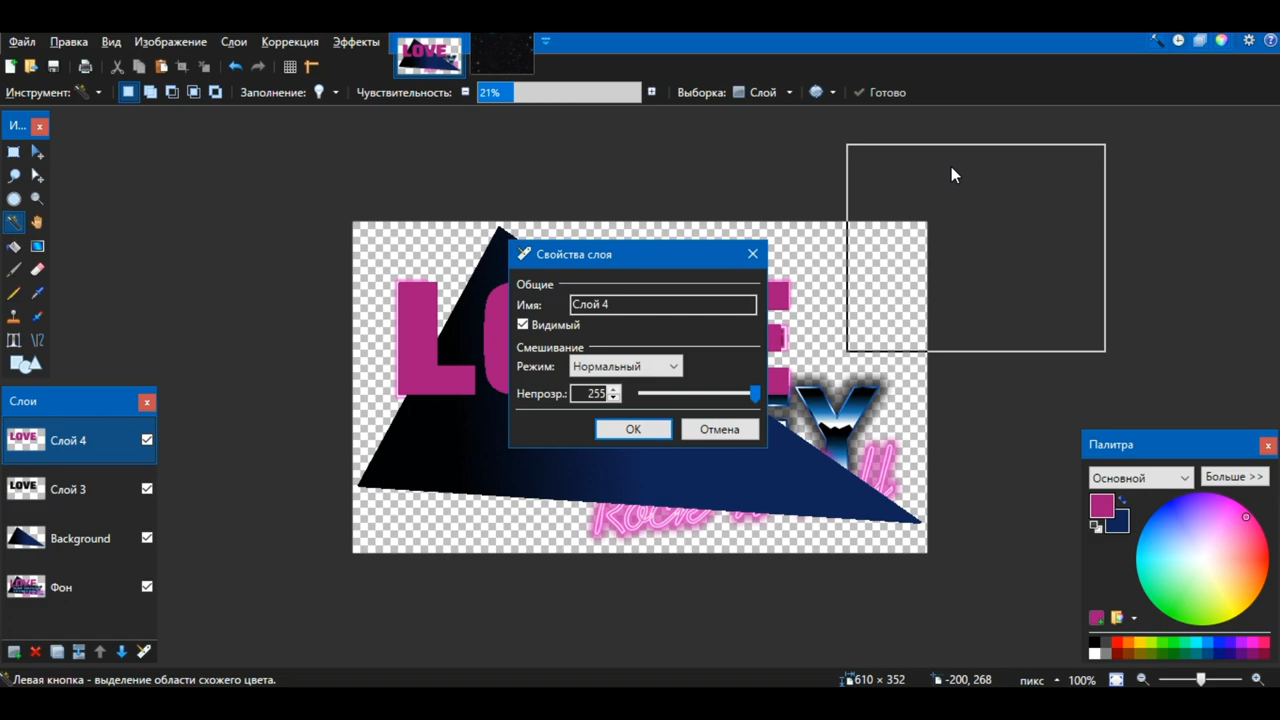 Файл Правка Вид Изображение Слои Коррекция Эффекты
Инструмент: Заполнение: Чувствительность: 21% Выборка: Слой Готово
И...
LOVE
Свойства слоя
Общие
Имя: Слой 4
Видимый
Смешивание
Режим: Нормальный
Непрозр.: 255
OK Отмена
Y
Слои
Слой 4
Слой 3
Background
Фон
Палитра
Основной Больше >>
Левая кнопка - выделение области схожего цвета. 610 × 352 -200, 268 пикс 100%